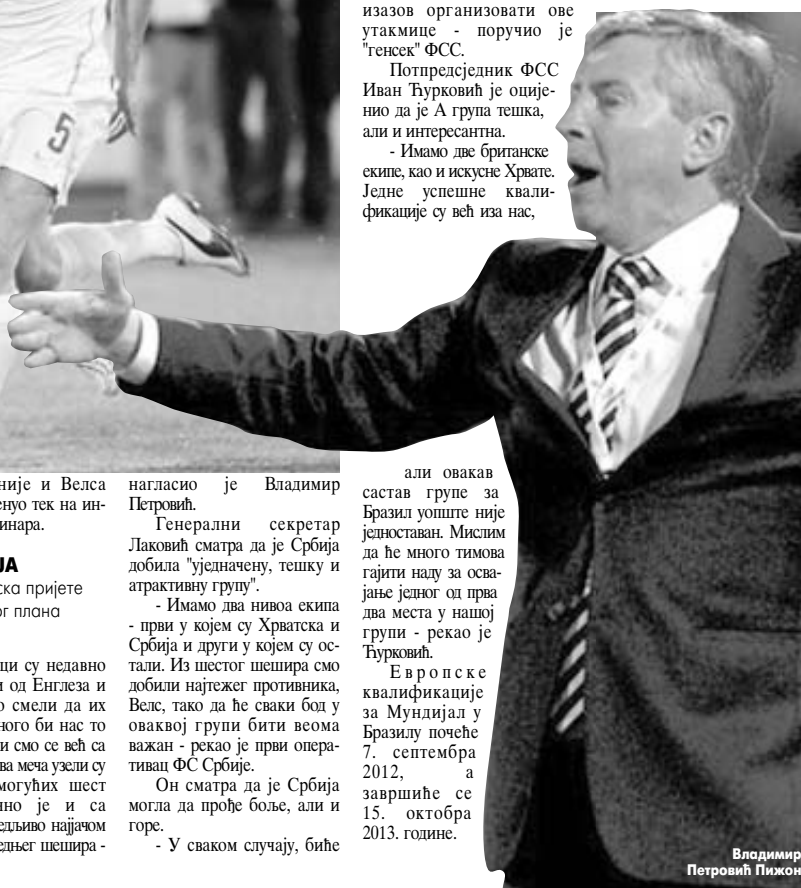 није и Велса
енуо тек на ин-
инара.
ЈА
ска пријете
ог плана
ци су недавно
и од Енглеза и
о смели да их
ного би нас то
и смо се већ са
ва меча узели су
могућих шест
чно је и са
едљиво најјачом
едњег шешира -
нагласио је Владимир
Петровић.
Генерални секретар
Лаковић сматра да је Србија
добила "уједначену, тешку и
атрактивну групу".
- Имамо два нивоа екипа
- први у којем су Хрватска и
Србија и други у којем су ос-
тали. Из шестог шешира смо
добили најтежег противника,
Велс, тако да ће сваки бод у
оваквој групи бити веома
важан - рекао је први опера-
тивац ФС Србије.
Он сматра да је Србија
могла да прође боље, али и
горе.
- У сваком случају, биће
изазов организовати ове
утакмице - поручио је
"генсек" ФСС.
Потпредсједник ФСС
Иван Ћурковић је оције-
нио да је А група тешка,
али и интересантна.
- Имамо две британске
екипе, као и искусне Хрвате.
Једне успешне квали-
фикације су већ иза нас,
али овакав
састав групе за
Бразил уопште није
једноставан. Мислим
да ће много тимова
гајити наду за осва-
јање једног од прва
два места у нашој
групи - рекао је
Ћурковић.
Европске
квалификације
за Мундијал у
Бразилу почеће
7. септембра
2012, а
завршиће се
15. октобра
2013. године.
5
Владимир
Петровић Пижон